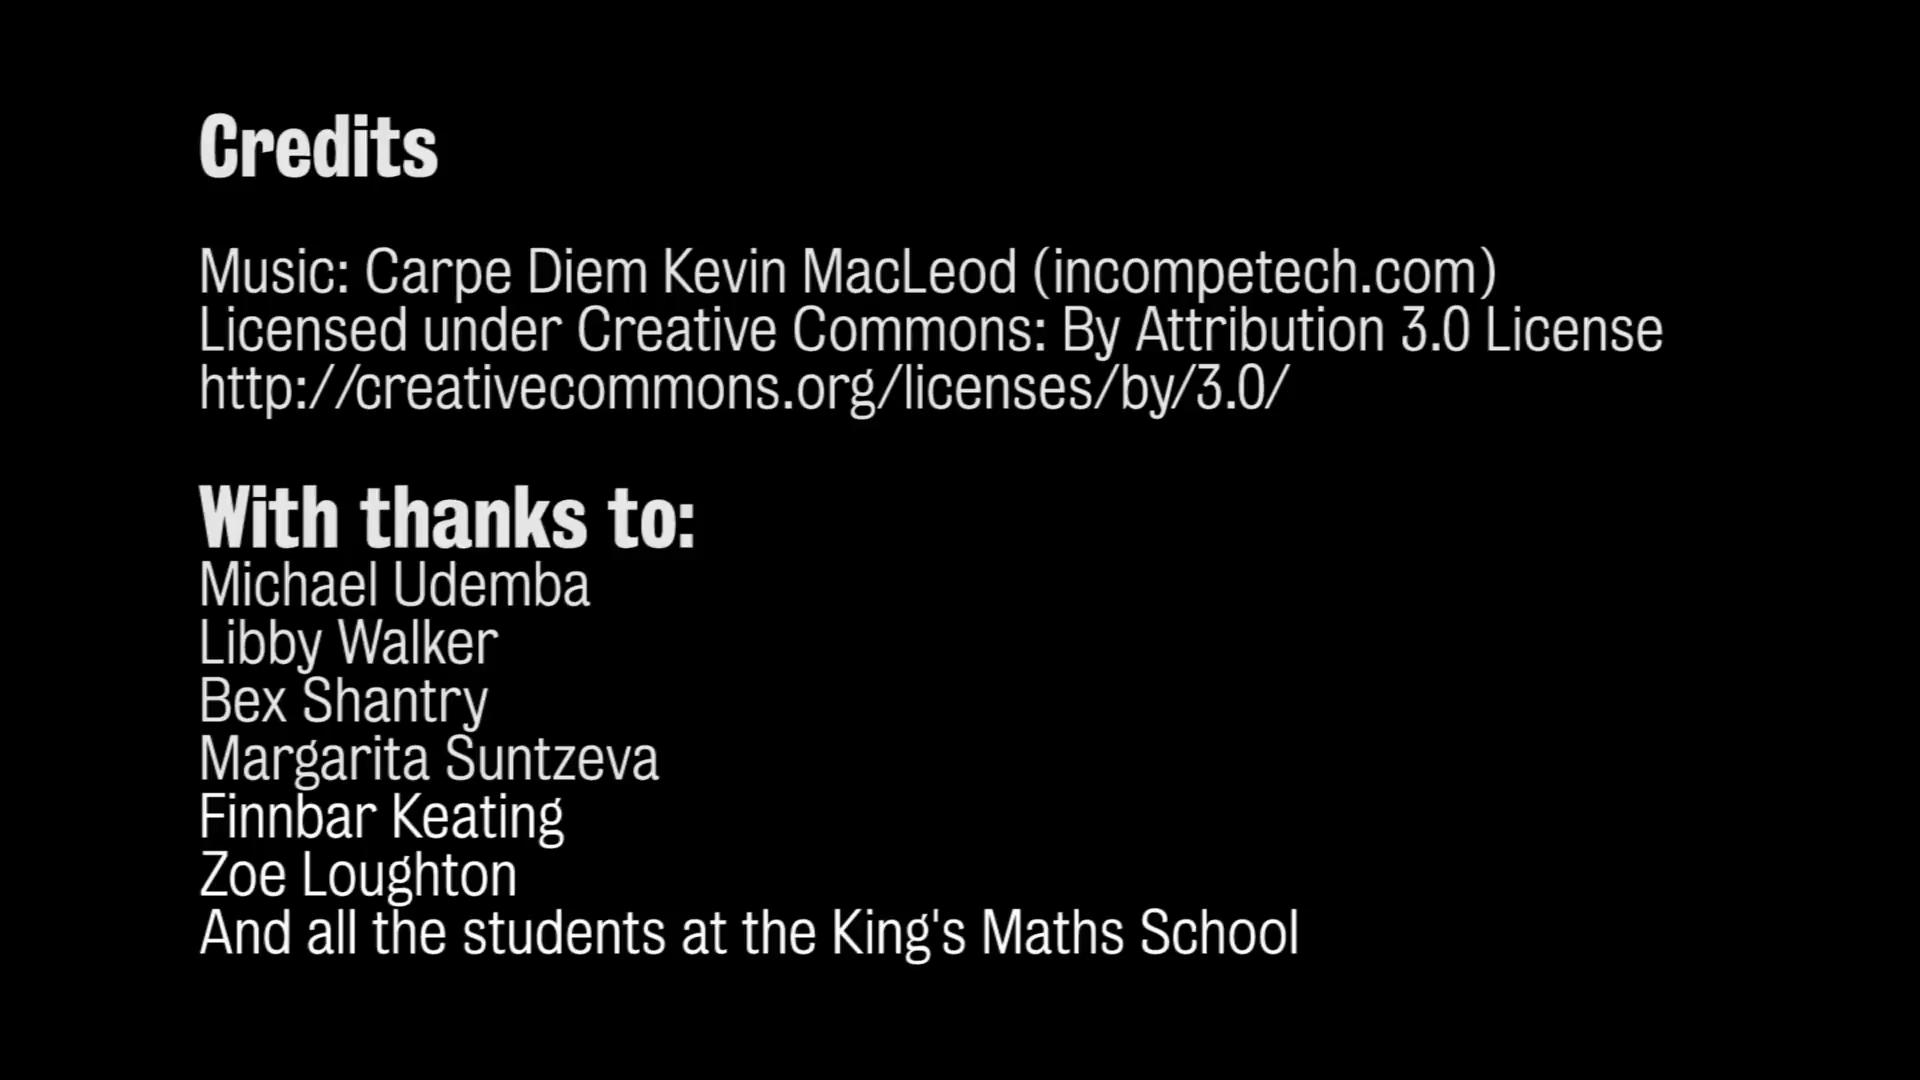 Credits
Music: Carpe Diem Kevin MacLeod (incompetech.com)
Licensed under Creative Commons: By Attribution 3.0 License
http://creativecommons.org/licenses/by/3.0/
With thanks to:
Michael Udemba
Libby Walker
Bex Shantry
Margarita Suntzeva
Finnbar Keating
Zoe Loughton
And all the students at the King's Maths School